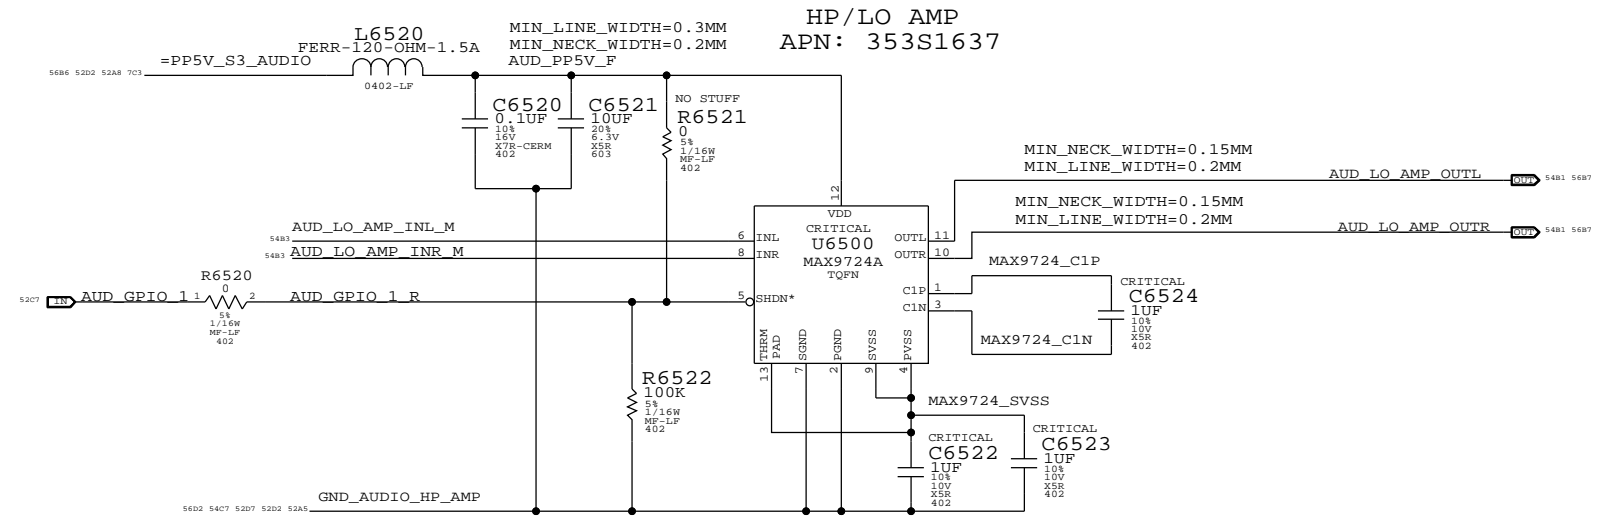 HP/LO AMP
APN: 353S1637
L6520
FERR-120-OHM-1.5A
MIN_LINE_WIDTH=0.3MM
MIN_NECK_WIDTH=0.2MM
=PP5V_S3_AUDIO
AUD_PP5V_F
56B6 52D2 52A8 7C3
0402-LF
C6520
0.1UF
10%
16V
X7R-CERM
402
C6521
10UF
20%
6.3V
X5R
603
NO STUFF
R6521
0
5%
1/16W
MF-LF
402
MIN_NECK_WIDTH=0.15MM
MIN_LINE_WIDTH=0.2MM
AUD_LO_AMP_OUTL
OUT
54B1 56B7
MIN_NECK_WIDTH=0.15MM
MIN_LINE_WIDTH=0.2MM
AUD_LO_AMP_OUTR
OUT
54B1 56B7
12
VDD
CRITICAL
U6500
MAX9724A
TQFN
54B3
AUD_LO_AMP_INL_M
6
INL
54B3
AUD_LO_AMP_INR_M
8
INR
OUTL
11
OUTR
10
R6520
0
52C7
IN
AUD_GPIO_1
1
2
AUD_GPIO_1_R
5
SHDN*
5%
1/16W
MF-LF
402
MAX9724_C1P
C1P
1
C1N
3
MAX9724_C1N
CRITICAL
C6524
1UF
10%
10V
X5R
402
THRM
PAD
SGND
PGND
SVSS
PVSS
13
7
2
9
4
R6522
100K
5%
1/16W
MF-LF
402
MAX9724_SVSS
CRITICAL
C6522
1UF
10%
10V
X5R
402
CRITICAL
C6523
1UF
10%
10V
X5R
402
GND_AUDIO_HP_AMP
56D2 54C7 52D7 52D2 52A5